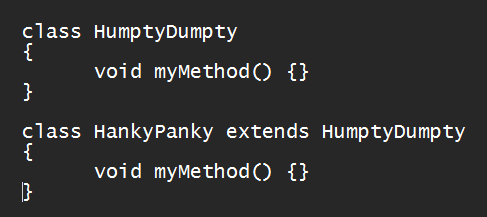 class HumptyDumpty
{
void myMethod() {}
}
class HankyPanky extends HumptyDumpty
{
void myMethod() {}
}